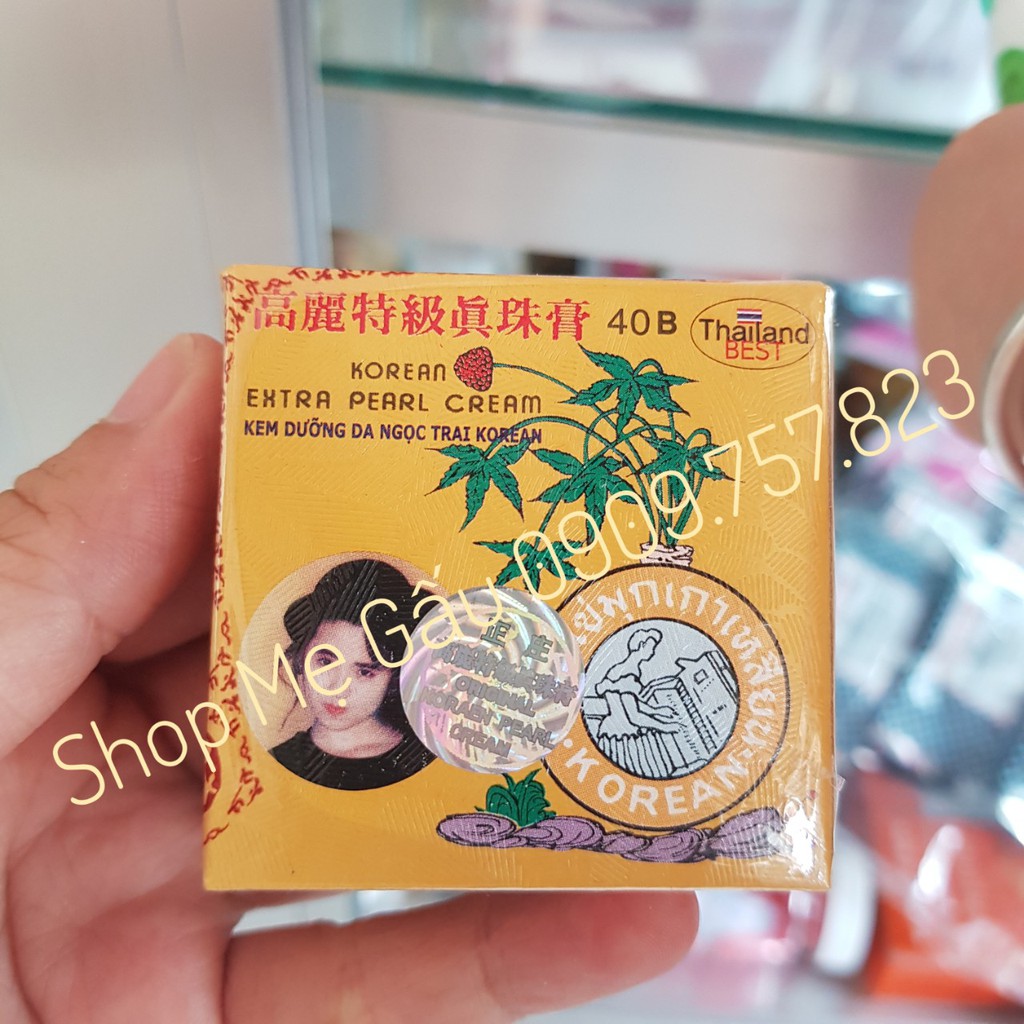 高麗特級眞珠膏 40B
Thailand
BEST
KOREAN
EXTRA PEARL CREAM
KEM DƯỠNG DA NGỌC TRAI KOREAN
Shop Mẹ Gấu 0909.757.823
正
KOREAN PEARL
CREAM
·KOREAN·